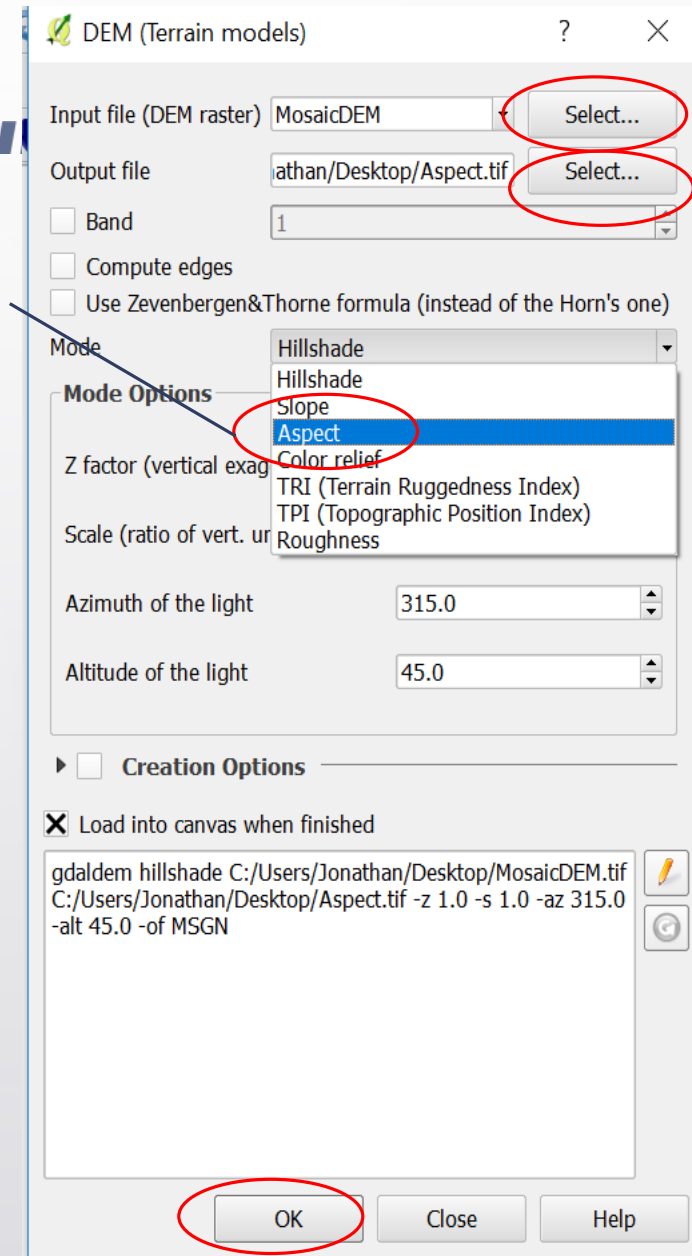 DEM (Terrain models) ?
Input file (DEM raster) MosaicDEM Select...
Output file athan/Desktop/Aspect.tif Select...
Band 1
Compute edges
Use Zevenbergen&Thorne formula (instead of the Horn's one)
Mode Hillshade
Hillshade
Mode Options
Slope
Aspect
Z factor (vertical exag
Color relief
TRI (Terrain Ruggedness Index)
TPI (Topographic Position Index)
Scale (ratio of vert. un
Roughness
Azimuth of the light 315.0
Altitude of the light 45.0
Creation Options
Load into canvas when finished
gdaldem hillshade C:/Users/Jonathan/Desktop/MosaicDEM.tif
C:/Users/Jonathan/Desktop/Aspect.tif -z 1.0 -s 1.0 -az 315.0
-alt 45.0 -of MSGN
OK Close Help